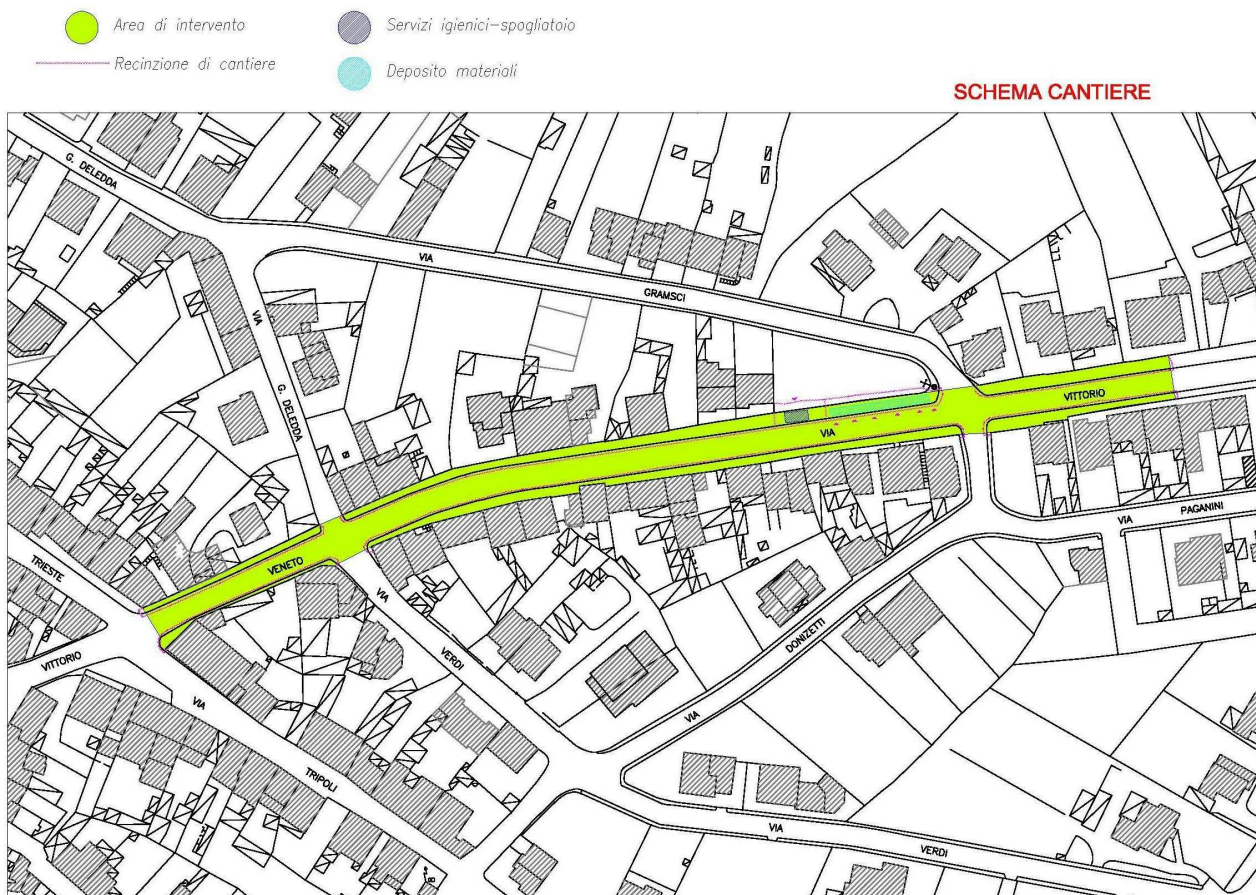 Area di intervento
Servizi igienici-spogliatoio
Recinzione di cantiere
Deposito materiali
SCHEMA CANTIERE
G. DELEDDA
VIA
GRAMSCI
VIA
G. DELEDDA
VITTORIO
VIA
VENETO
TRIESTE
VITTORIO
VIA
TRIPOLI
VIA
VERDI
VIA
DONIZETTI
VIA
PAGANINI
VIA
VERDI